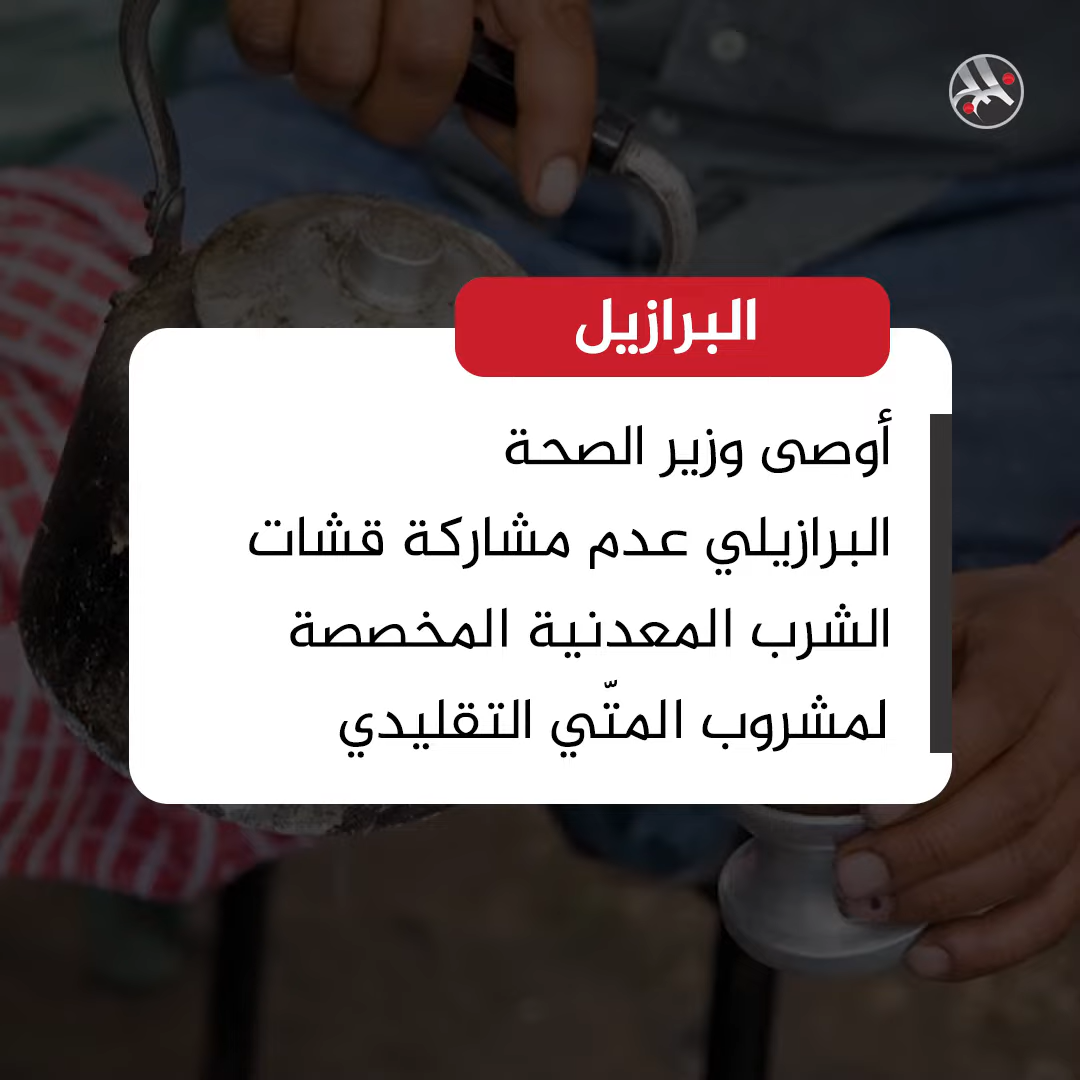 البرازيل
أوصى وزير الصحة
البرازيلي عدم مشاركة قشات
الشرب المعدنية المخصصة
لمشروب المتّي التقليدي